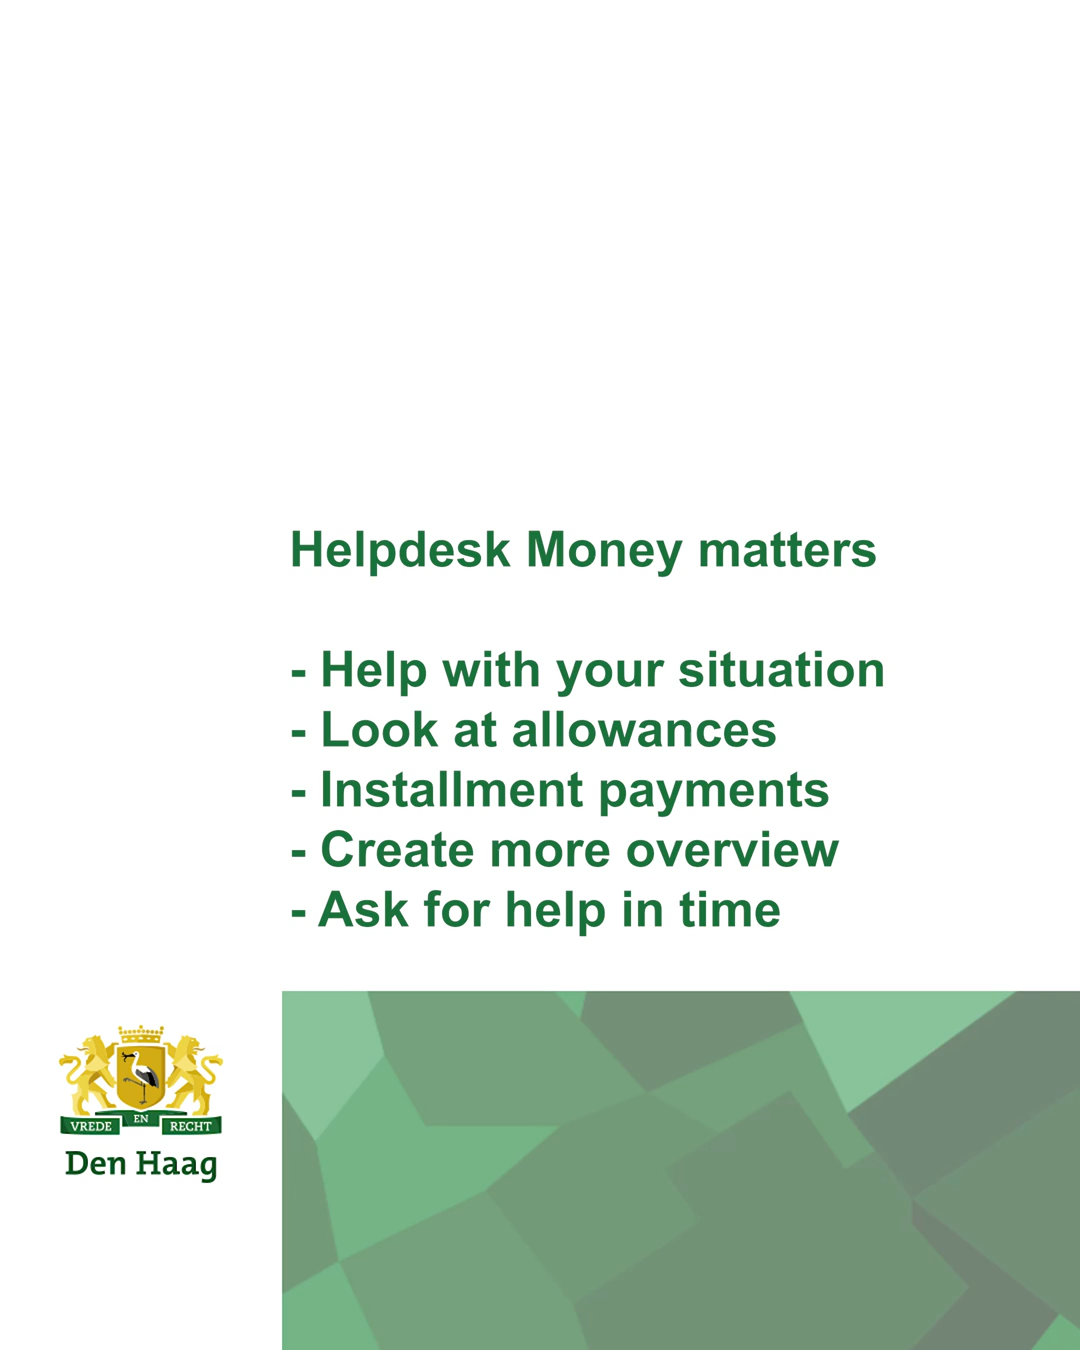 Helpdesk Money matters
- Help with your situation
- Look at allowances
- Installment payments
- Create more overview
- Ask for help in time
VREDE EN RECHT
Den Haag